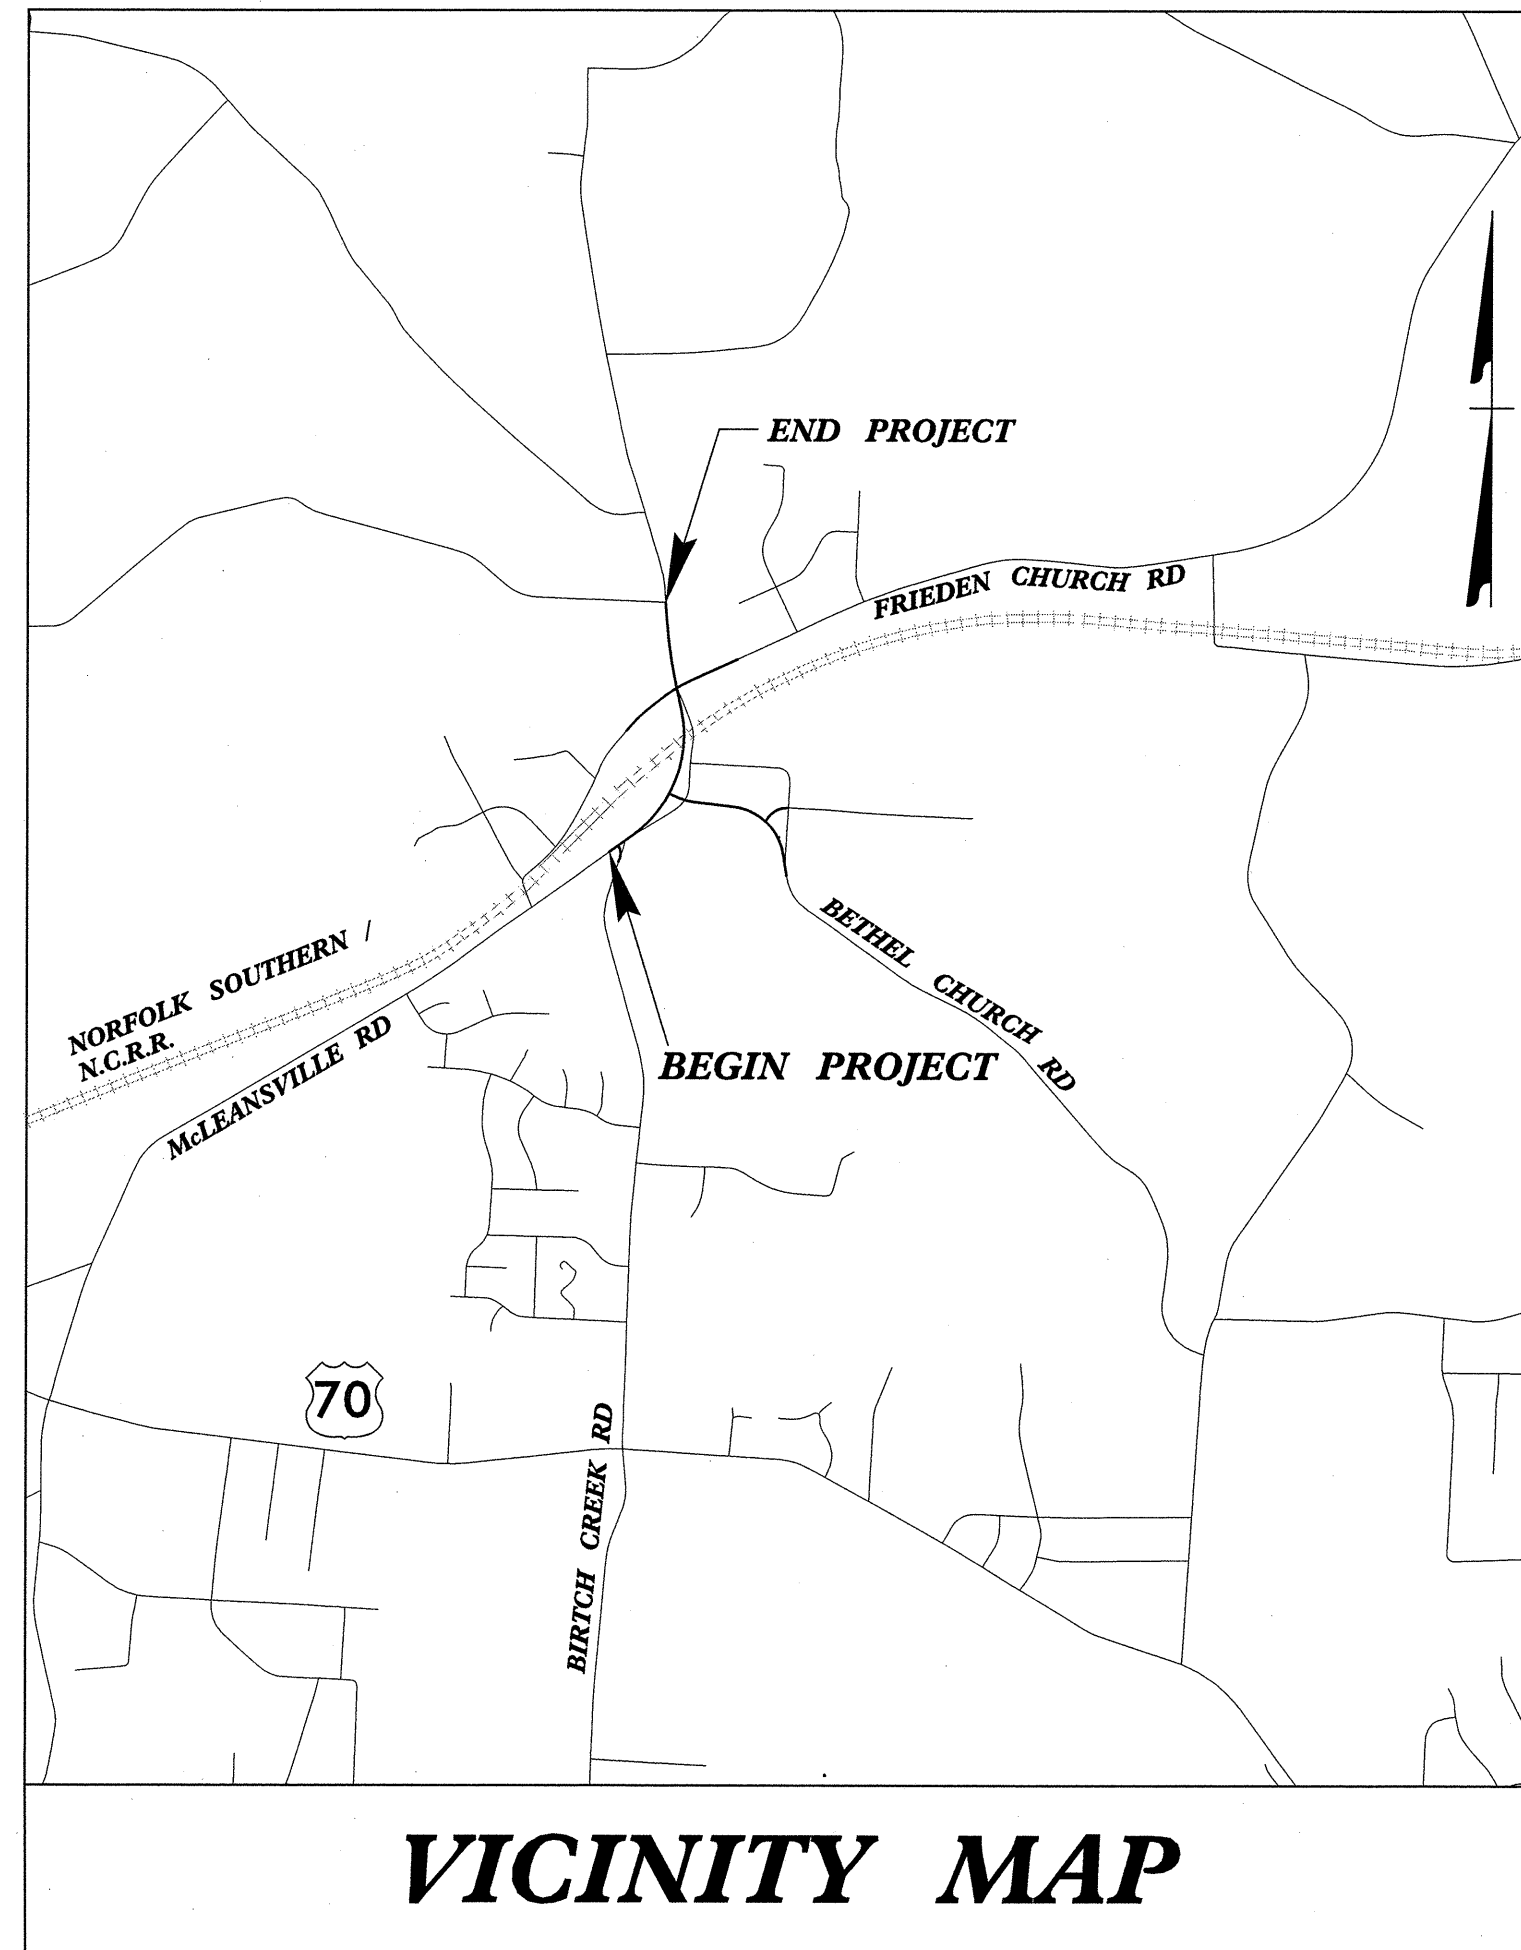 END PROJECT
FRIEDEN CHURCH RD
NORFOLK SOUTHERN /
N.C.R.R.
McLEANSVILLE RD
BETHEL CHURCH RD
BEGIN PROJECT
70
BIRTCH CREEK RD
VICINITY MAP